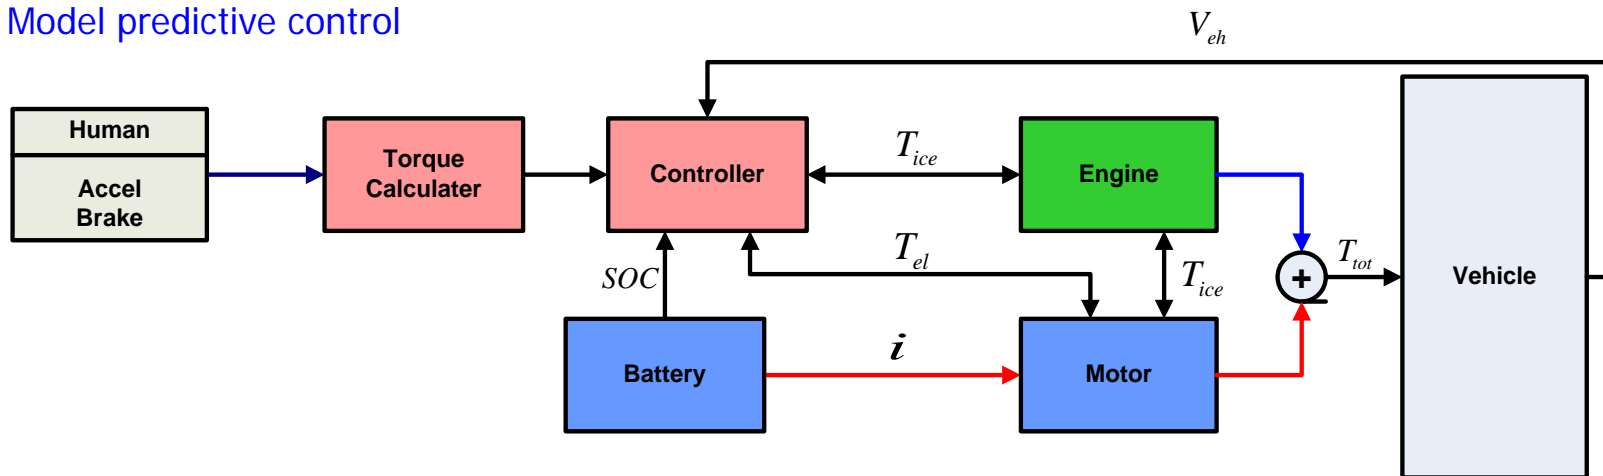 Model predictive control
V_eh
Human
Accel
Brake
Torque
Calculater
Controller
T_ice
Engine
SOC
T_el
T_ice
+
T_tot
Vehicle
Battery
i
Motor